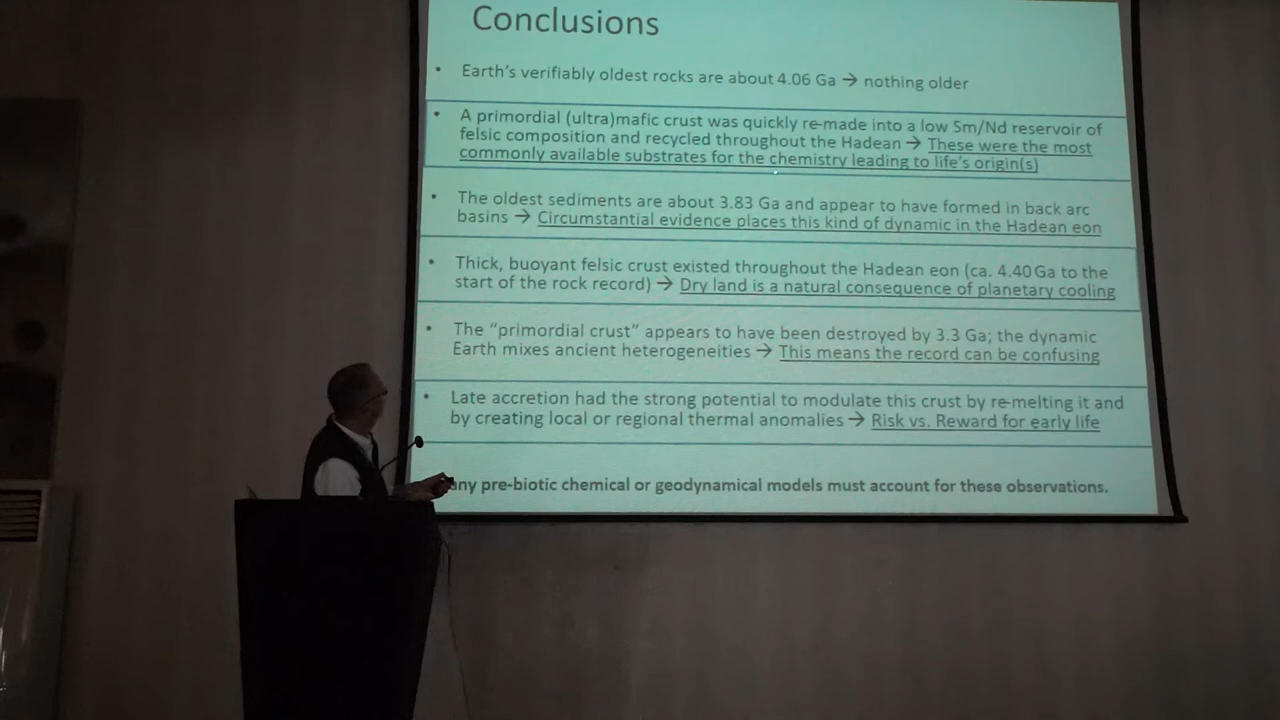 Conclusions
• Earth's verifiably oldest rocks are about 4.06 Ga → nothing older
• A primordial (ultra)mafic crust was quickly re-made into a low Sm/Nd reservoir of
felsic composition and recycled throughout the Hadean → These were the most
commonly available substrates for the chemistry leading to life's origin(s)
• The oldest sediments are about 3.83 Ga and appear to have formed in back arc
basins → Circumstantial evidence places this kind of dynamic in the Hadean eon
• Thick, buoyant felsic crust existed throughout the Hadean eon (ca. 4.40 Ga to the
start of the rock record) → Dry land is a natural consequence of planetary cooling
• The "primordial crust" appears to have been destroyed by 3.3 Ga; the dynamic
Earth mixes ancient heterogeneities → This means the record can be confusing
• Late accretion had the strong potential to modulate this crust by re-melting it and
by creating local or regional thermal anomalies → Risk vs. Reward for early life
any pre-biotic chemical or geodynamical models must account for these observations.